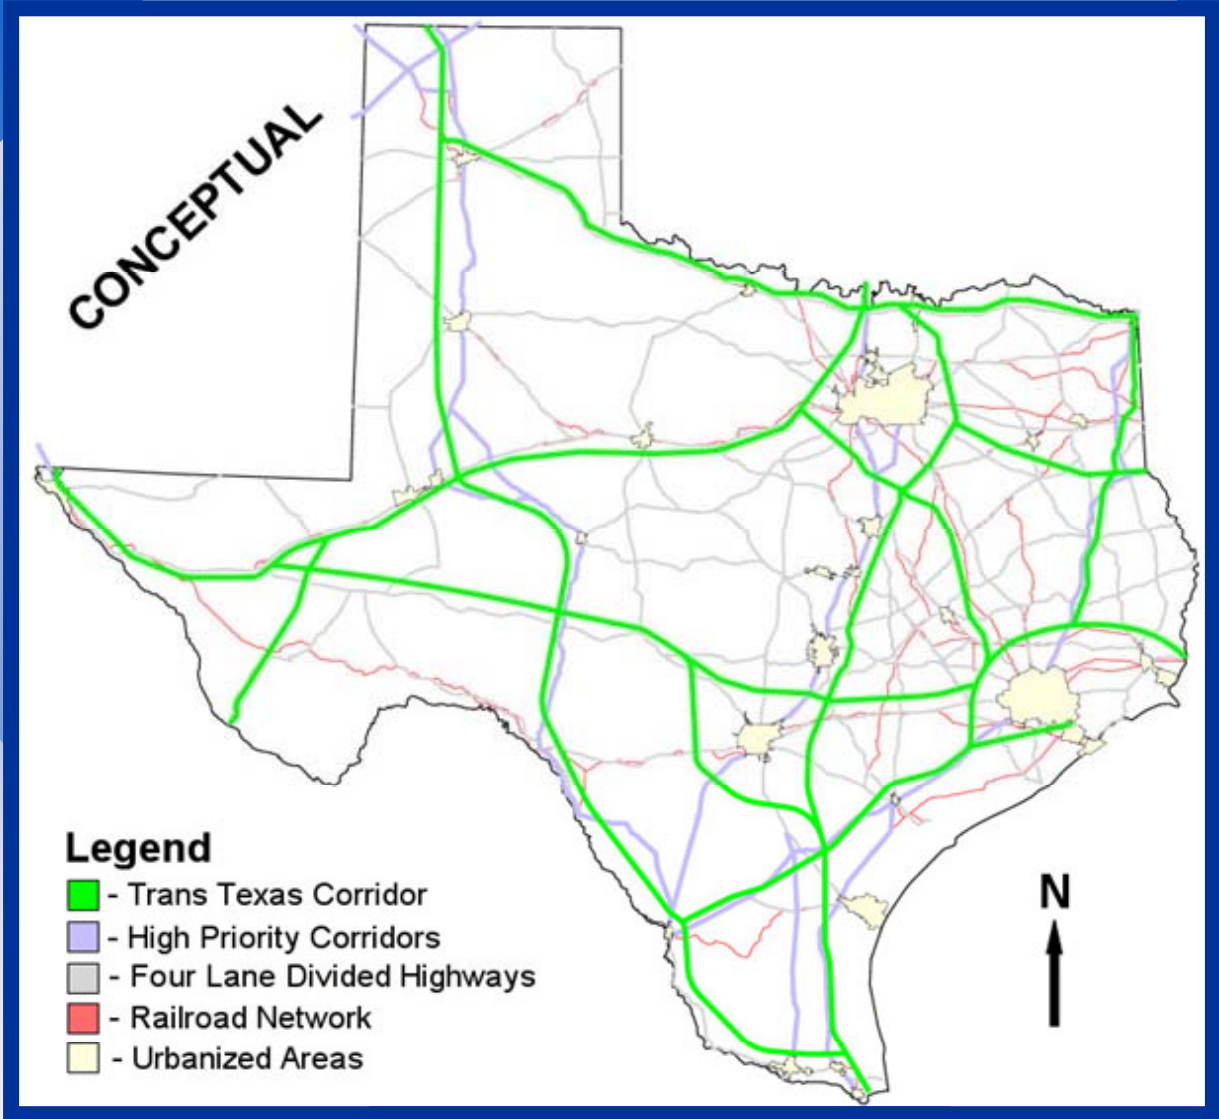 CONCEPTUAL
Legend
- Trans Texas Corridor
- High Priority Corridors
- Four Lane Divided Highways
- Railroad Network
- Urbanized Areas
N